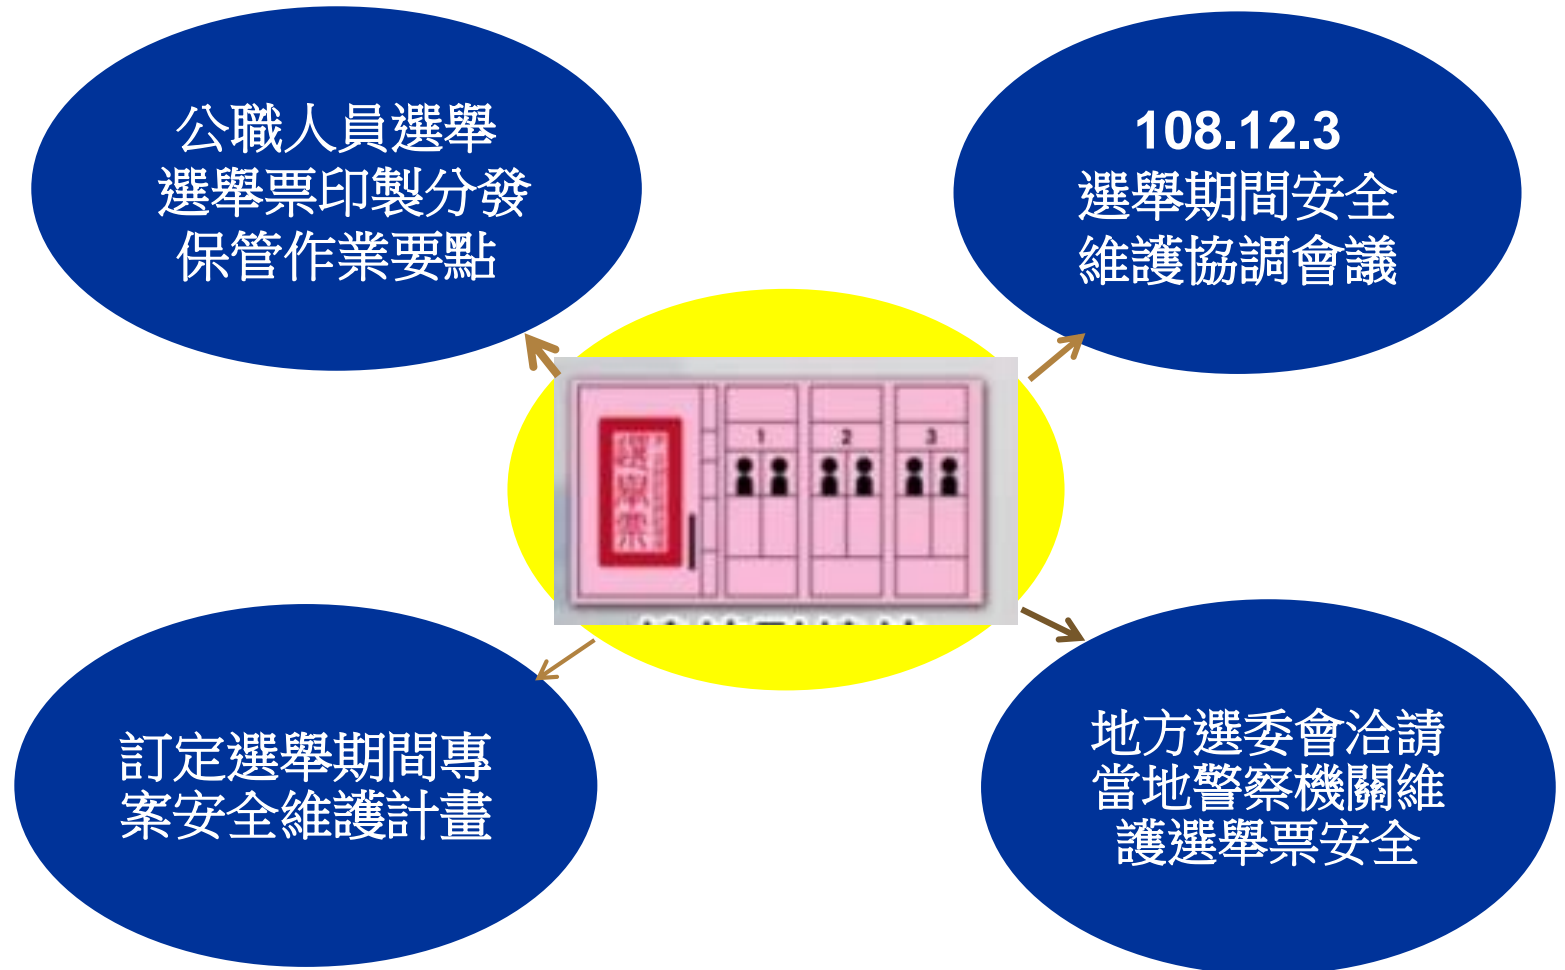 公職人員選舉
選舉票印製分發
保管作業要點
108.12.3
選舉期間安全
維護協調會議
選舉票
1
2
3
訂定選舉期間專
案安全維護計畫
地方選委會洽請
當地警察機關維
護選舉票安全